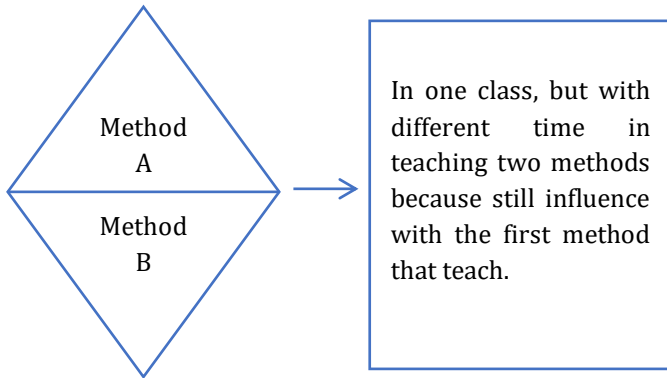 Method
A
Method
B
In one class, but with
different time in
teaching two methods
because still influence
with the first method
that teach.